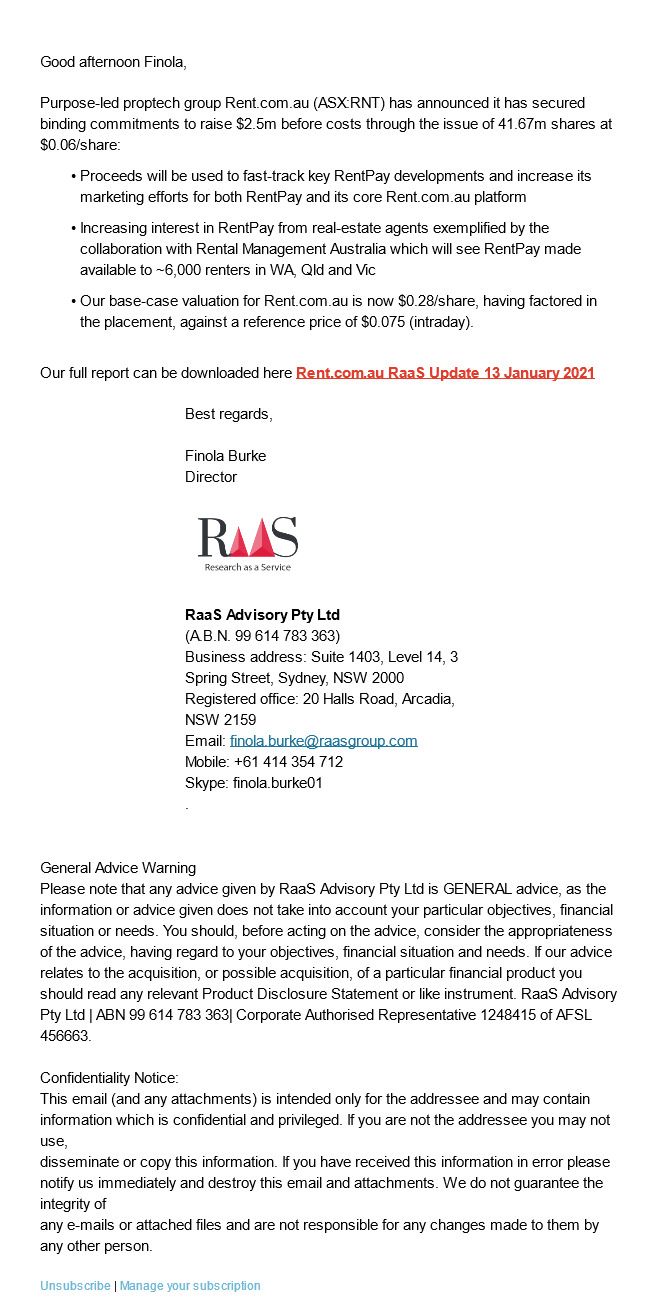 Good afternoon Finola,
Purpose-led proptech group Rent.com.au (ASX:RNT) has announced it has secured
binding commitments to raise $2.5m before costs through the issue of 41.67m shares at
$0.06/share:
• Proceeds will be used to fast-track key RentPay developments and increase its
marketing efforts for both RentPay and its core Rent.com.au platform
• Increasing interest in RentPay from real-estate agents exemplified by the
collaboration with Rental Management Australia which will see RentPay made
available to ~6,000 renters in WA, Qld and Vic
• Our base-case valuation for Rent.com.au is now $0.28/share, having factored in
the placement, against a reference price of $0.075 (intraday).
Our full report can be downloaded here Rent.com.au RaaS Update 13 January 2021
Best regards,
Finola Burke
Director
RAAS
Research as a Service
RaaS Advisory Pty Ltd
(A.B.N. 99 614 783 363)
Business address: Suite 1403, Level 14, 3
Spring Street, Sydney, NSW 2000
Registered office: 20 Halls Road, Arcadia,
NSW 2159
Email: finola.burke@raasgroup.com
Mobile: +61 414 354 712
Skype: finola.burke01
.
General Advice Warning
Please note that any advice given by RaaS Advisory Pty Ltd is GENERAL advice, as the
information or advice given does not take into account your particular objectives, financial
situation or needs. You should, before acting on the advice, consider the appropriateness
of the advice, having regard to your objectives, financial situation and needs. If our advice
relates to the acquisition, or possible acquisition, of a particular financial product you
should read any relevant Product Disclosure Statement or like instrument. RaaS Advisory
Pty Ltd | ABN 99 614 783 363| Corporate Authorised Representative 1248415 of AFSL
456663.
Confidentiality Notice:
This email (and any attachments) is intended only for the addressee and may contain
information which is confidential and privileged. If you are not the addressee you may not
use,
disseminate or copy this information. If you have received this information in error please
notify us immediately and destroy this email and attachments. We do not guarantee the
integrity of
any e-mails or attached files and are not responsible for any changes made to them by
any other person.
Unsubscribe | Manage your subscription